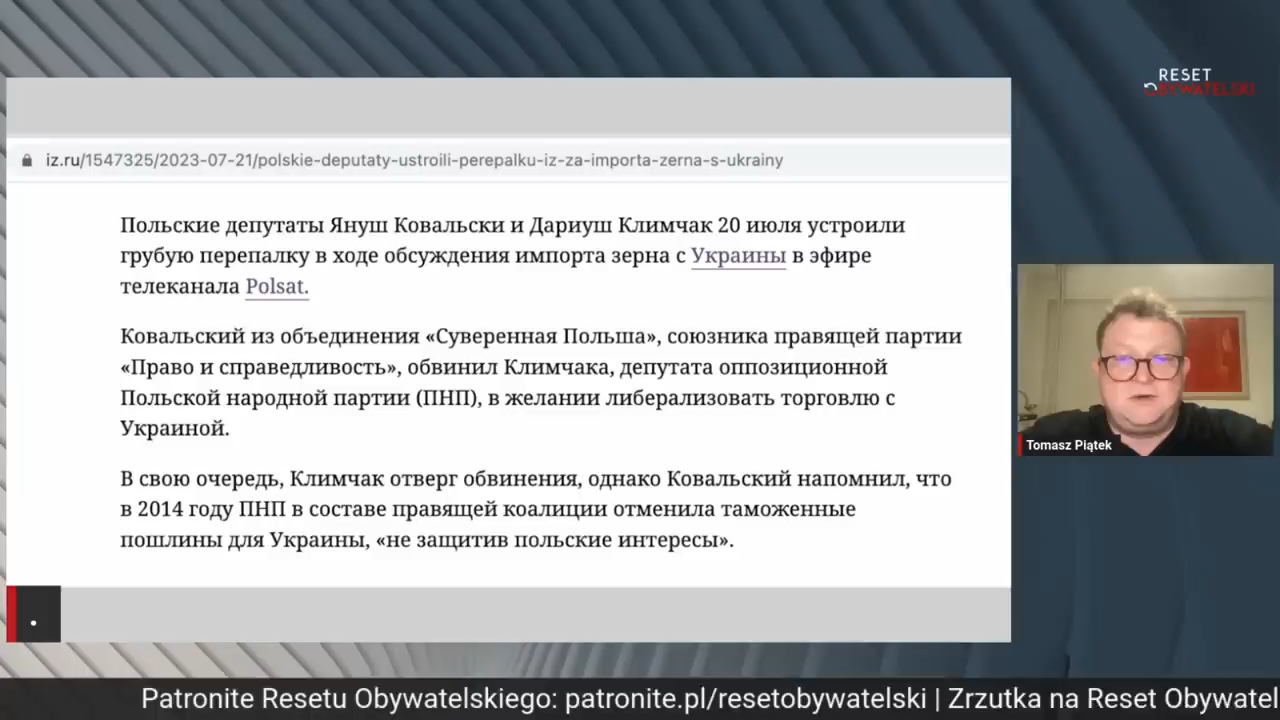 RESET
OBYWATELSKI
iz.ru/1547325/2023-07-21/polskie-deputaty-ustroili-perepalku-iz-za-importa-zerna-s-ukrainy
Польские депутаты Януш Ковальски и Дариуш Климчак 20 июля устроили
грубую перепалку в ходе обсуждения импорта зерна с Украины в эфире
телеканала Polsat.
Ковальский из объединения «Суверенная Польша», союзника правящей партии
«Право и справедливость», обвинил Климчака, депутата оппозиционной
Польской народной партии (ПНП), в желании либерализовать торговлю с
Украиной.
В свою очередь, Климчак отверг обвинения, однако Ковальский напомнил, что
в 2014 году ПНП в составе правящей коалиции отменила таможенные
пошлины для Украины, «не защитив польские интересы».
Tomasz Piątek
.
Patronite Resetu Obywatelskiego: patronite.pl/resetobywatelski | Zrzutka na Reset Obywatel